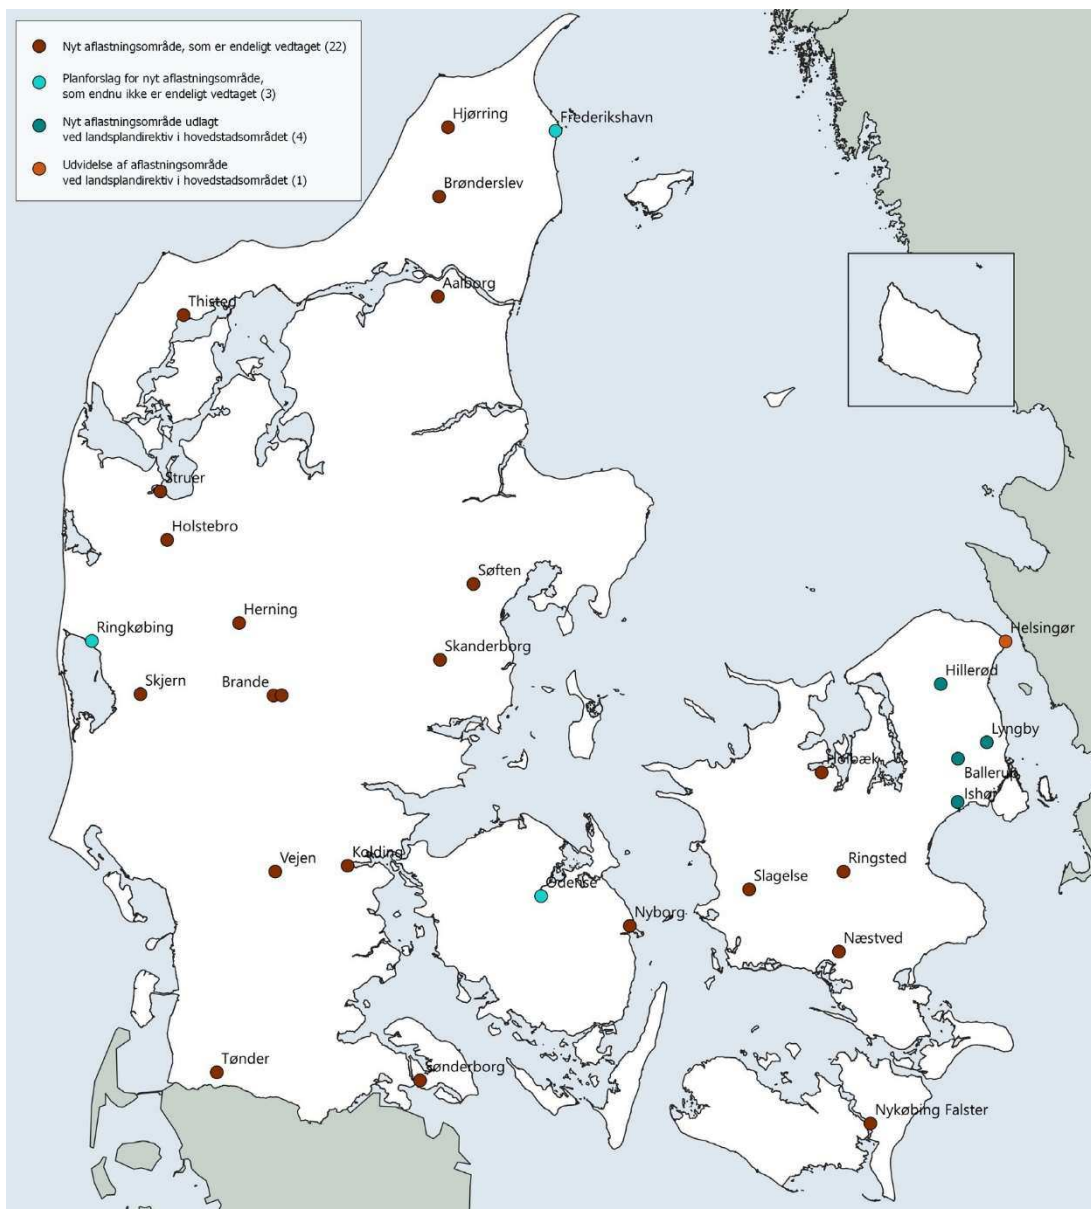 Nyt aflastningsområde, som er endeligt vedtaget (22)
Planforslag for nyt aflastningsområde,
som endnu ikke er endeligt vedtaget (3)
Nyt aflastningsområde udlagt
ved landsplandirektiv i hovedstadsområdet (4)
Udvidelse af aflastningsområde
ved landsplandirektiv i hovedstadsområdet (1)
Hjørring
Frederikshavn
Brønderslev
Aalborg
Thisted
Struer
Holstebro
Søften
Herning
Ringkøbing
Helsingør
Skanderborg
Hillerød
Skjern
Brande
Lyngby
Holbæk
Ballerup
Ishøj
Kolding
Vejen
Ringsted
Slagelse
Odense
Nyborg
Næstved
Tønder
Sønderborg
Nykøbing Falster